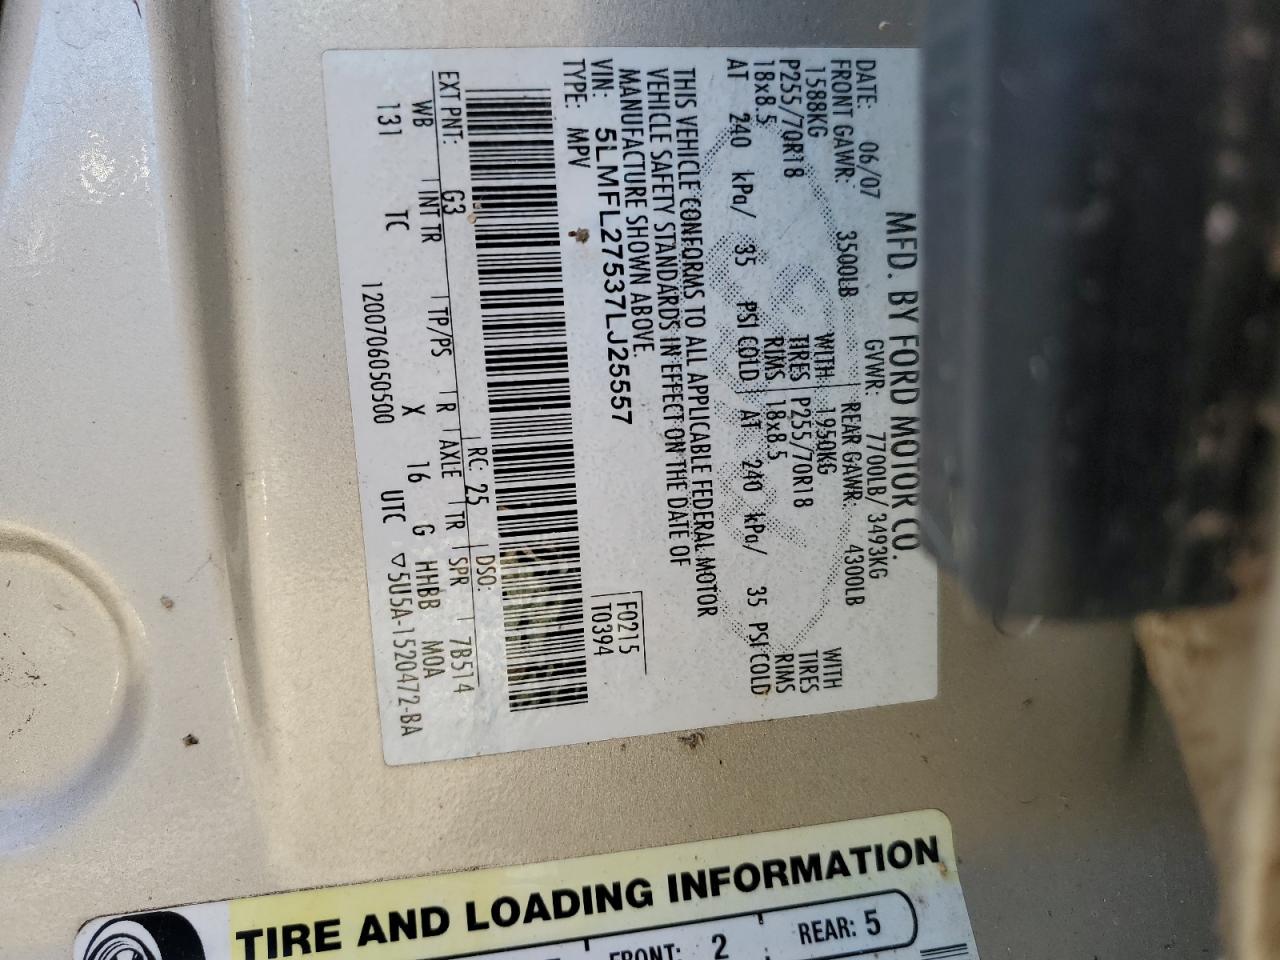 MFD. BY FORD MOTOR CO.
DATE: 06/07 GVWR: 7700LB/ 3493KG
FRONT GAWR: 3500LB REAR GAWR: 4300LB
1588KG WITH 1950KG WITH
P255/70R18 TIRES P255/70R18 TIRES
18x8.5 RIMS 18x8.5 RIMS
AT 240 kPa/ 35 PSI COLD AT 240 kPa/ 35 PSI COLD
THIS VEHICLE CONFORMS TO ALL APPLICABLE FEDERAL MOTOR
VEHICLE SAFETY STANDARDS IN EFFECT ON THE DATE OF
MANUFACTURE SHOWN ABOVE.
VIN: 5LMFL27537LJ25557 F0215
TYPE: MPV T0394
EXT PNT: G3 RC: 25 DSO:
WB INT TR TP/PS R AXLE TR SPR 7B514
131 TC X 16 G HHBB MOA
120070605050​0 UTC ▽5U5A-1520472-BA
TIRE AND LOADING INFORMATION
FRONT: 2 REAR: 5